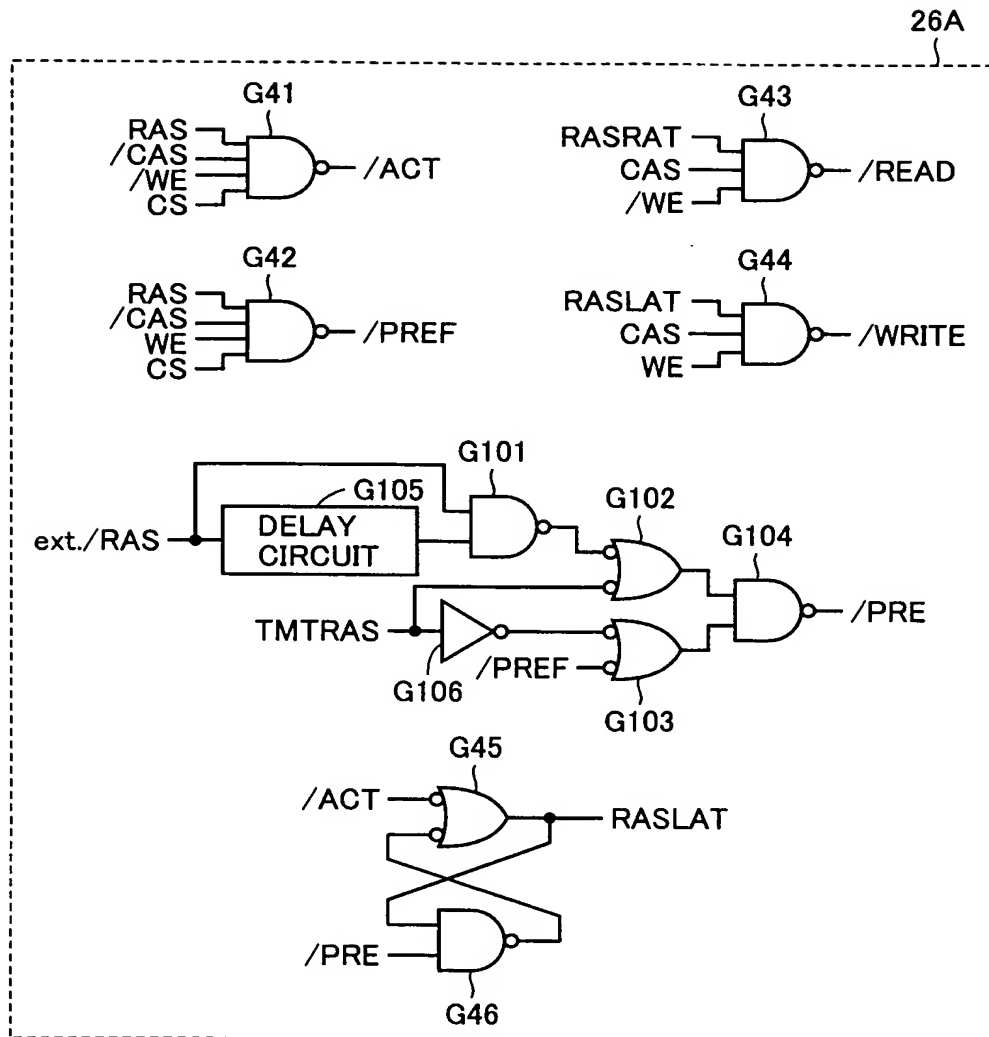 26A
G41
RAS
/CAS
/WE
CS
/ACT
G43
RASRAT
CAS
/WE
/READ
G42
RAS
/CAS
WE
CS
/PREF
G44
RASLAT
CAS
WE
/WRITE
G101
G105
DELAY
CIRCUIT
ext./RAS
G102
G104
TMTRAS
/PRE
G106
/PREF
G103
G45
/ACT
RASLAT
/PRE
G46